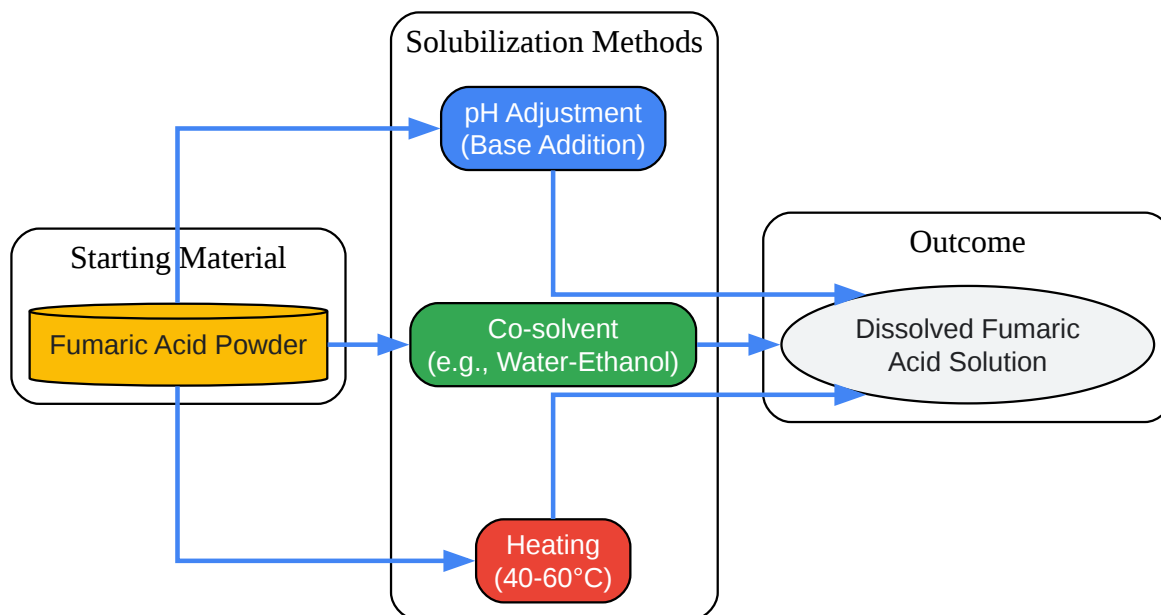 Solubilization Methods
pH Adjustment
(Base Addition)
Starting Material
Fumaric Acid Powder
Co-solvent
(e.g., Water-Ethanol)
Heating
(40-60°C)
Outcome
Dissolved Fumaric
Acid Solution